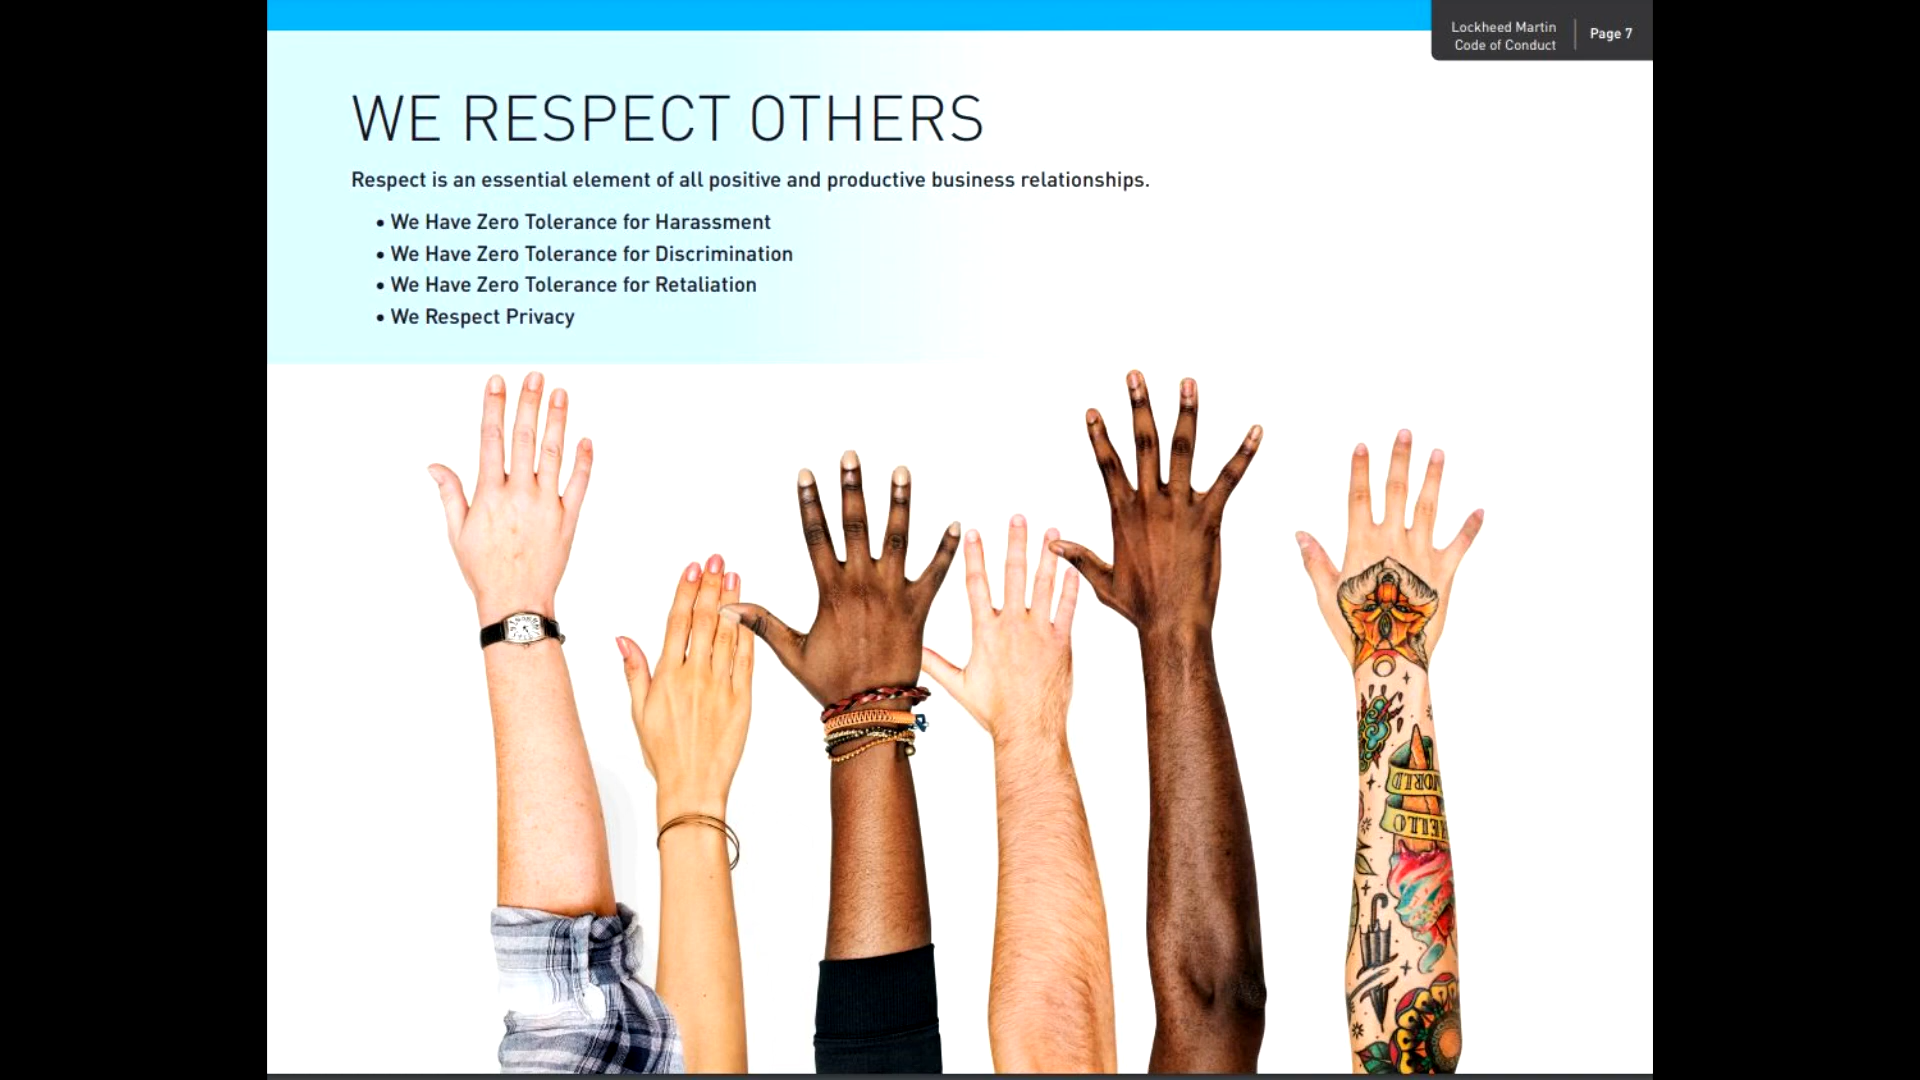 Lockheed Martin
Code of Conduct
Page 7
WE RESPECT OTHERS
Respect is an essential element of all positive and productive business relationships.
• We Have Zero Tolerance for Harassment
• We Have Zero Tolerance for Discrimination
• We Have Zero Tolerance for Retaliation
• We Respect Privacy
WORLD
HELLO